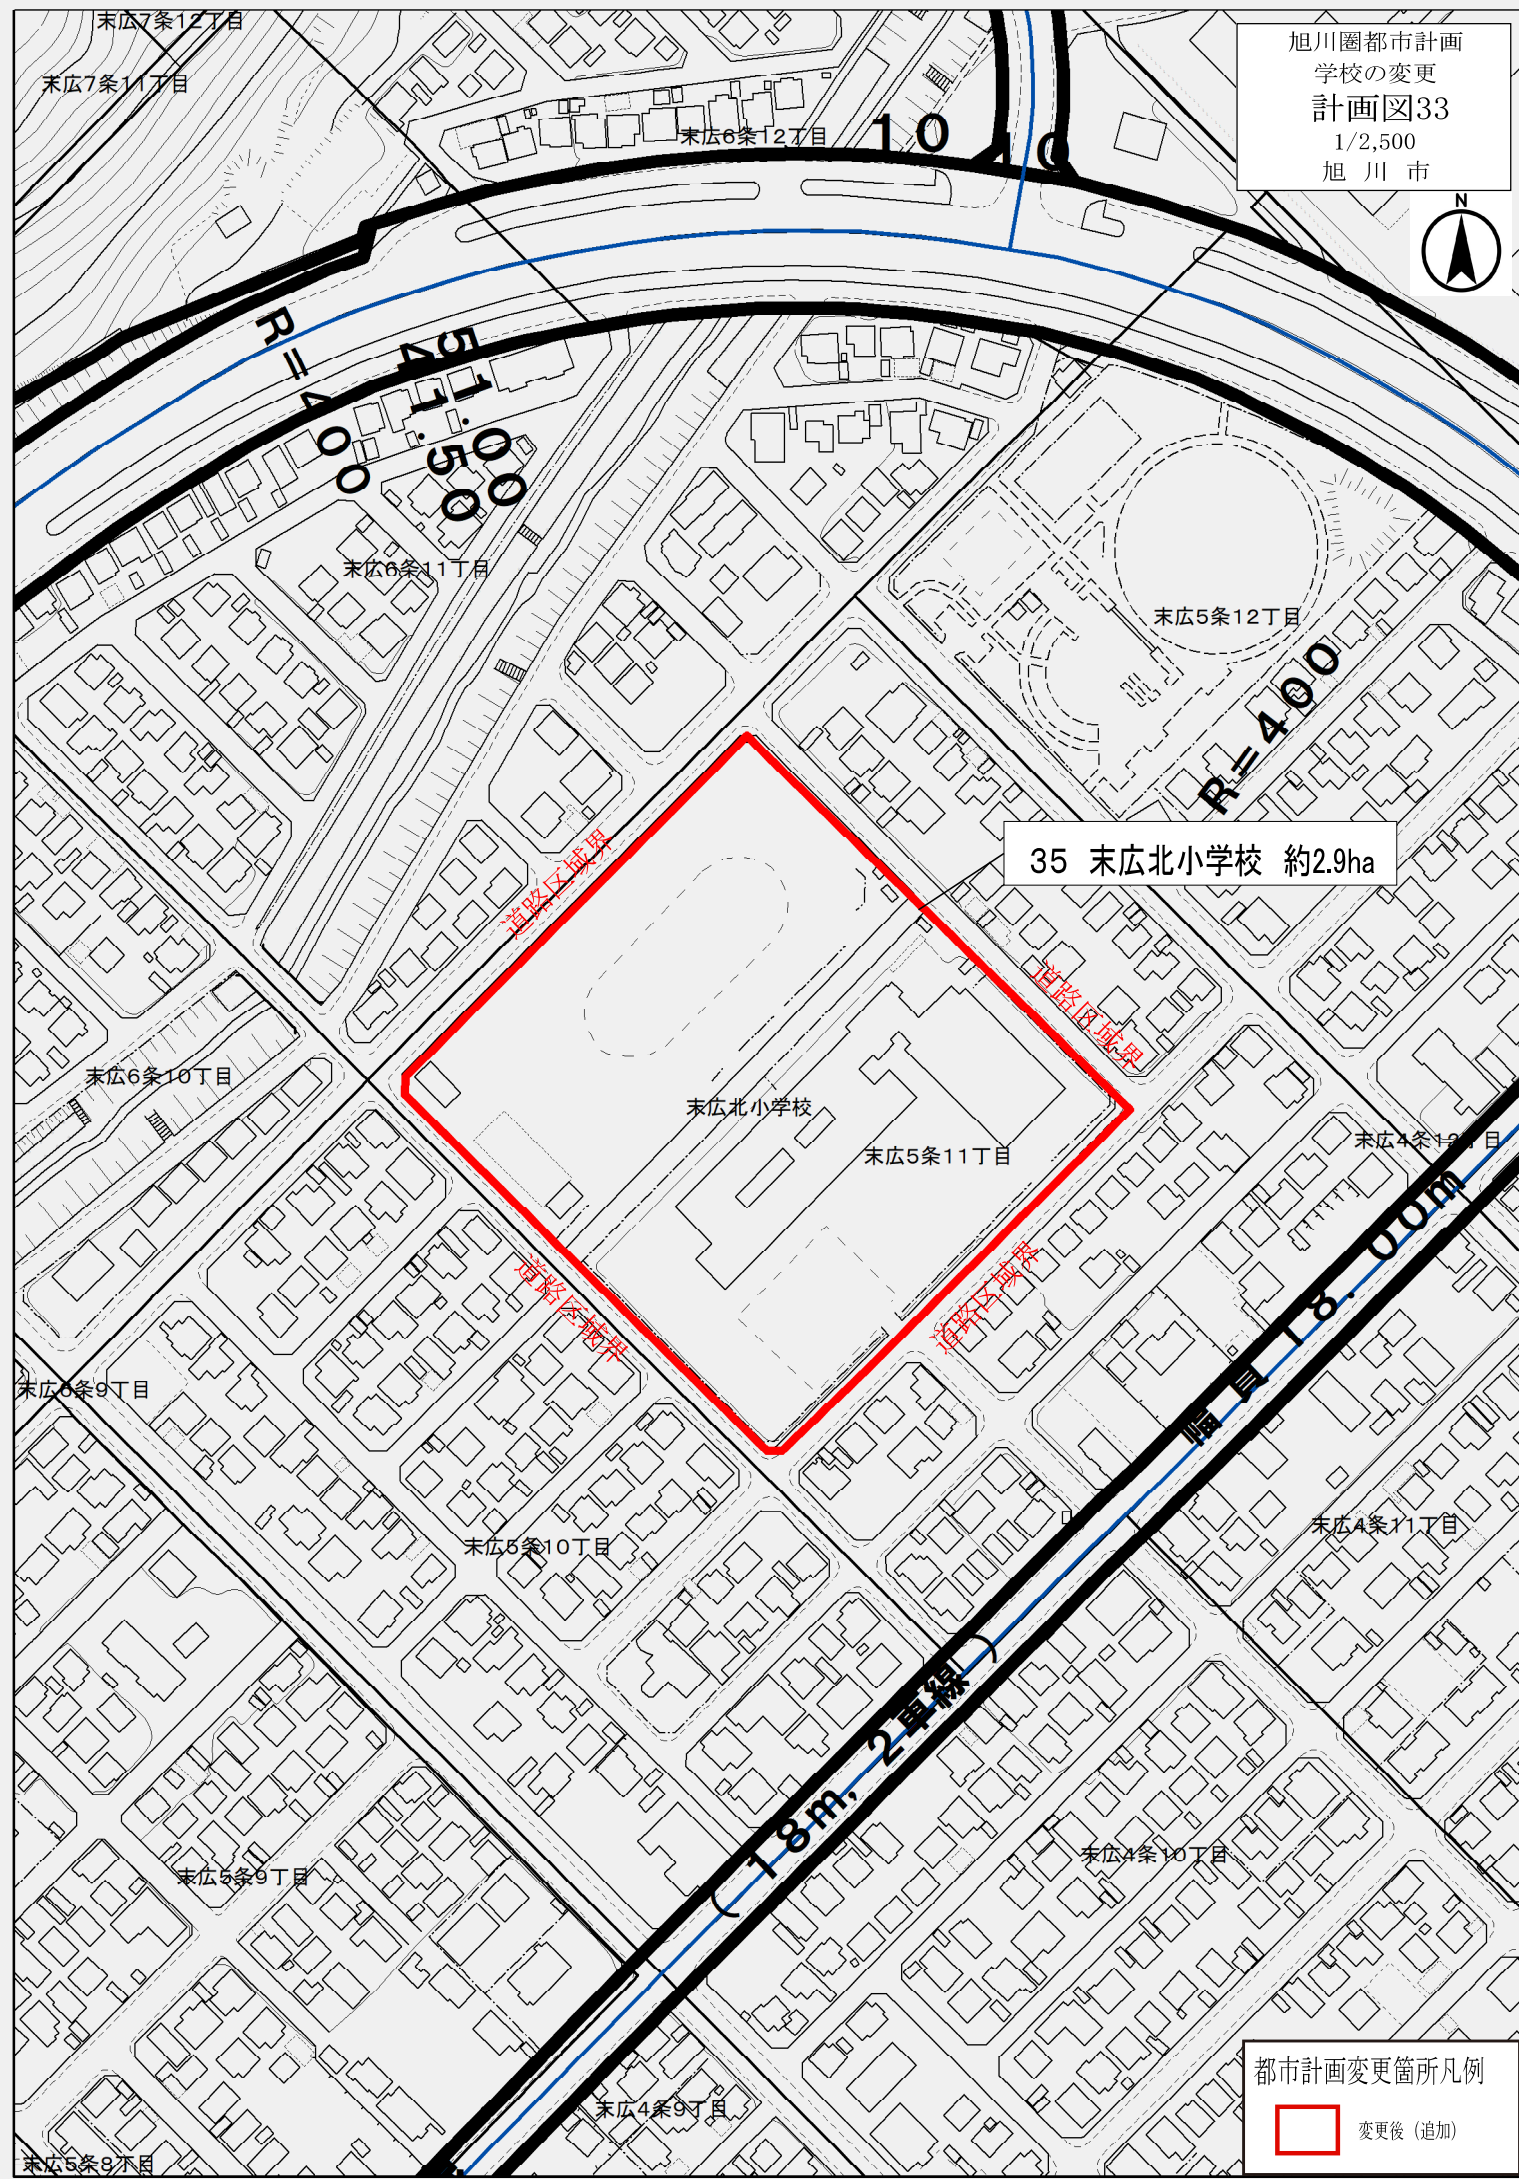 末広7条12丁目
末広7条11丁目
旭川圏都市計画
学校の変更
計画図33
1/2,500
旭 川 市
N
末広6条12丁目
10
10
R=400
51.00
41.50
末広6条11丁目
末広5条12丁目
R=400
35 末広北小学校 約2.9ha
道路区域界
道路区域界
末広6条10丁目
末広北小学校
末広5条11丁目
末広4条12丁目
道路区域界
道路区域界
幅員 18.00m
末広6条9丁目
末広5条10丁目
末広4条11丁目
(18m, 2車線)
末広5条9丁目
末広4条10丁目
末広4条9丁目
末広5条8丁目
都市計画変更箇所凡例
変更後（追加）